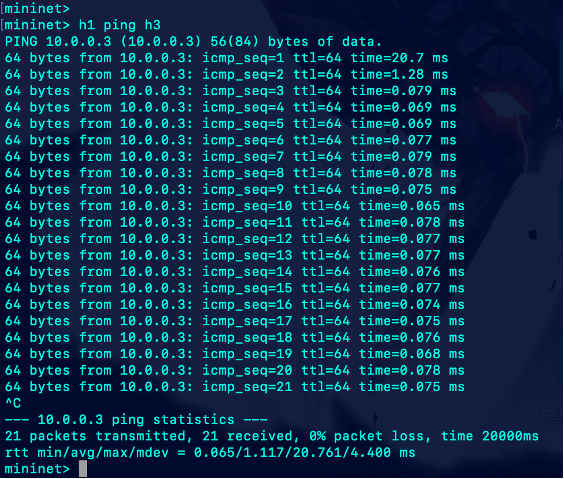 [mininet>
[mininet> h1 ping h3
PING 10.0.0.3 (10.0.0.3) 56(84) bytes of data.
64 bytes from 10.0.0.3: icmp_seq=1 ttl=64 time=20.7 ms
64 bytes from 10.0.0.3: icmp_seq=2 ttl=64 time=1.28 ms
64 bytes from 10.0.0.3: icmp_seq=3 ttl=64 time=0.079 ms
64 bytes from 10.0.0.3: icmp_seq=4 ttl=64 time=0.069 ms
64 bytes from 10.0.0.3: icmp_seq=5 ttl=64 time=0.069 ms
64 bytes from 10.0.0.3: icmp_seq=6 ttl=64 time=0.077 ms
64 bytes from 10.0.0.3: icmp_seq=7 ttl=64 time=0.079 ms
64 bytes from 10.0.0.3: icmp_seq=8 ttl=64 time=0.078 ms
64 bytes from 10.0.0.3: icmp_seq=9 ttl=64 time=0.075 ms
64 bytes from 10.0.0.3: icmp_seq=10 ttl=64 time=0.065 ms
64 bytes from 10.0.0.3: icmp_seq=11 ttl=64 time=0.078 ms
64 bytes from 10.0.0.3: icmp_seq=12 ttl=64 time=0.077 ms
64 bytes from 10.0.0.3: icmp_seq=13 ttl=64 time=0.077 ms
64 bytes from 10.0.0.3: icmp_seq=14 ttl=64 time=0.076 ms
64 bytes from 10.0.0.3: icmp_seq=15 ttl=64 time=0.077 ms
64 bytes from 10.0.0.3: icmp_seq=16 ttl=64 time=0.074 ms
64 bytes from 10.0.0.3: icmp_seq=17 ttl=64 time=0.075 ms
64 bytes from 10.0.0.3: icmp_seq=18 ttl=64 time=0.076 ms
64 bytes from 10.0.0.3: icmp_seq=19 ttl=64 time=0.068 ms
64 bytes from 10.0.0.3: icmp_seq=20 ttl=64 time=0.078 ms
64 bytes from 10.0.0.3: icmp_seq=21 ttl=64 time=0.075 ms
^C
--- 10.0.0.3 ping statistics ---
21 packets transmitted, 21 received, 0% packet loss, time 20000ms
rtt min/avg/max/mdev = 0.065/1.117/20.761/4.400 ms
mininet>